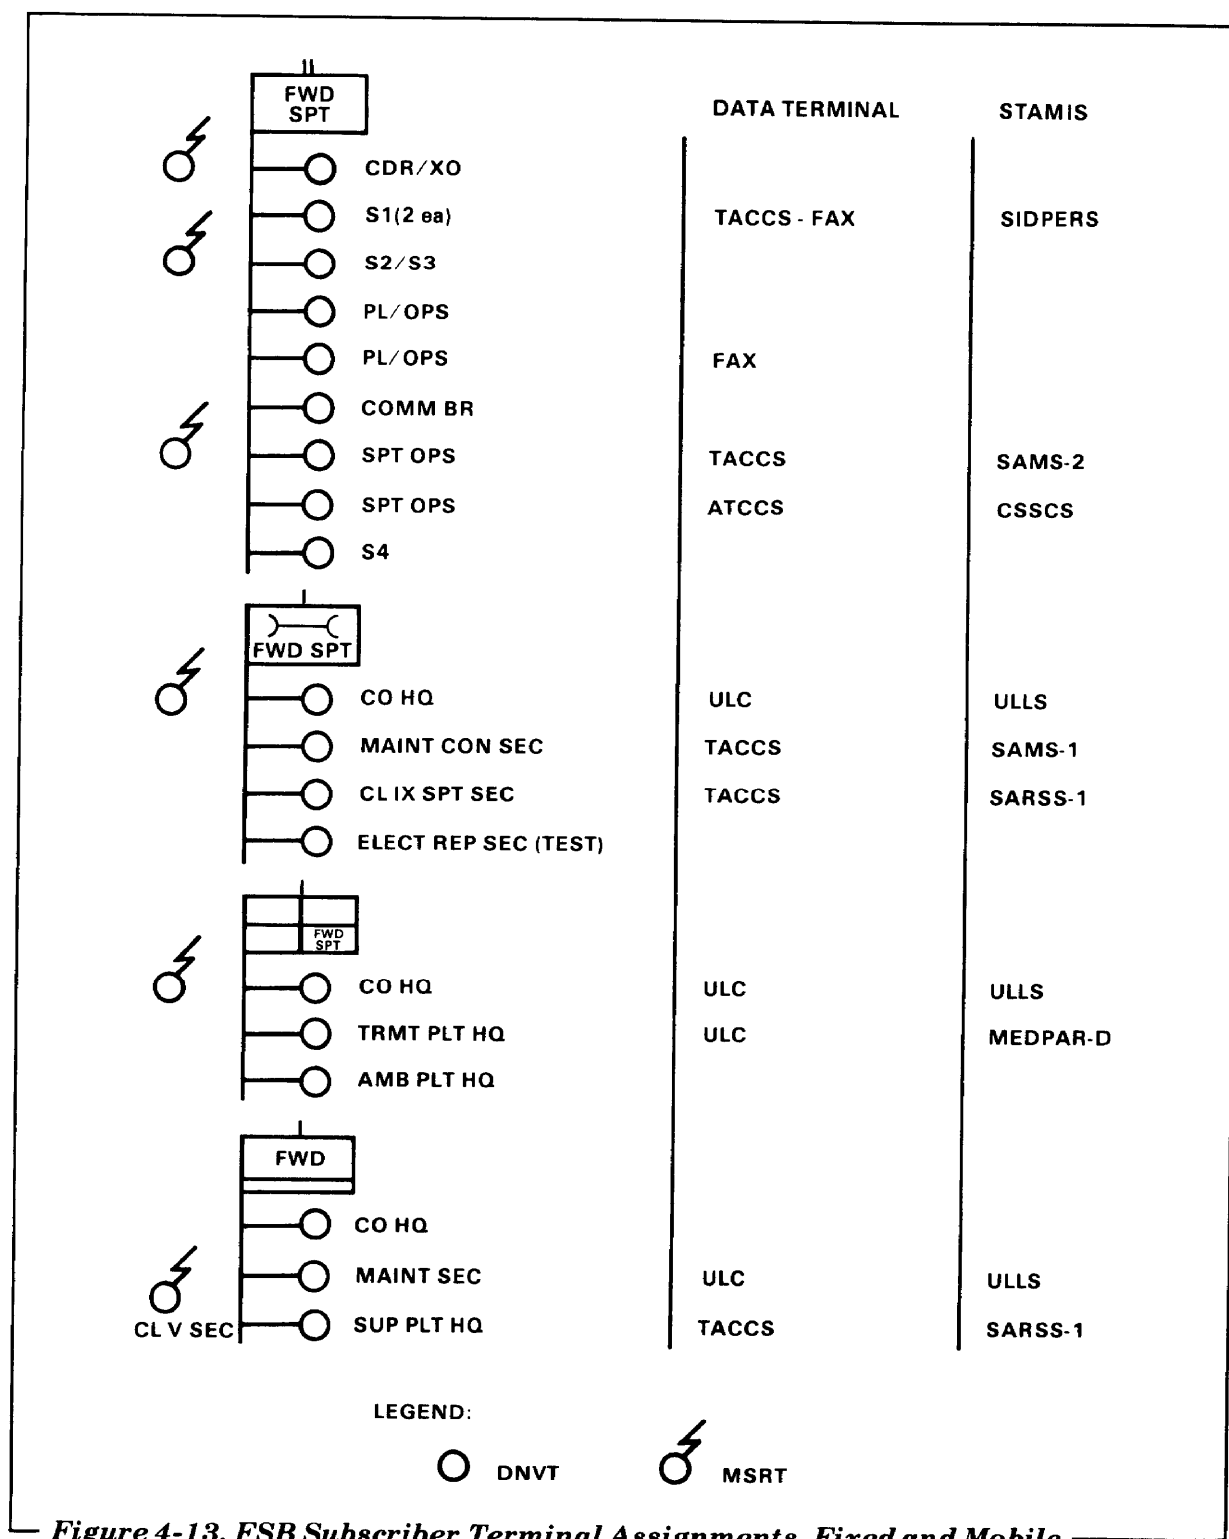 FWD
SPT
DATA TERMINAL STAMIS
CDR/XO
S1(2 ea) TACCS - FAX SIDPERS
S2/S3
PL/OPS
PL/OPS FAX
COMM BR
SPT OPS TACCS SAMS-2
SPT OPS ATCCS CSSCS
S4
FWD SPT
CO HQ ULC ULLS
MAINT CON SEC TACCS SAMS-1
CL IX SPT SEC TACCS SARSS-1
ELECT REP SEC (TEST)
FWD
SPT
CO HQ ULC ULLS
TRMT PLT HQ ULC MEDPAR-D
AMB PLT HQ
FWD
CO HQ
MAINT SEC ULC ULLS
CL V SEC SUP PLT HQ TACCS SARSS-1
LEGEND:
DNVT MSRT
Figure 4-13. FSB Subscriber Terminal Assignments, Fixed and Mobile